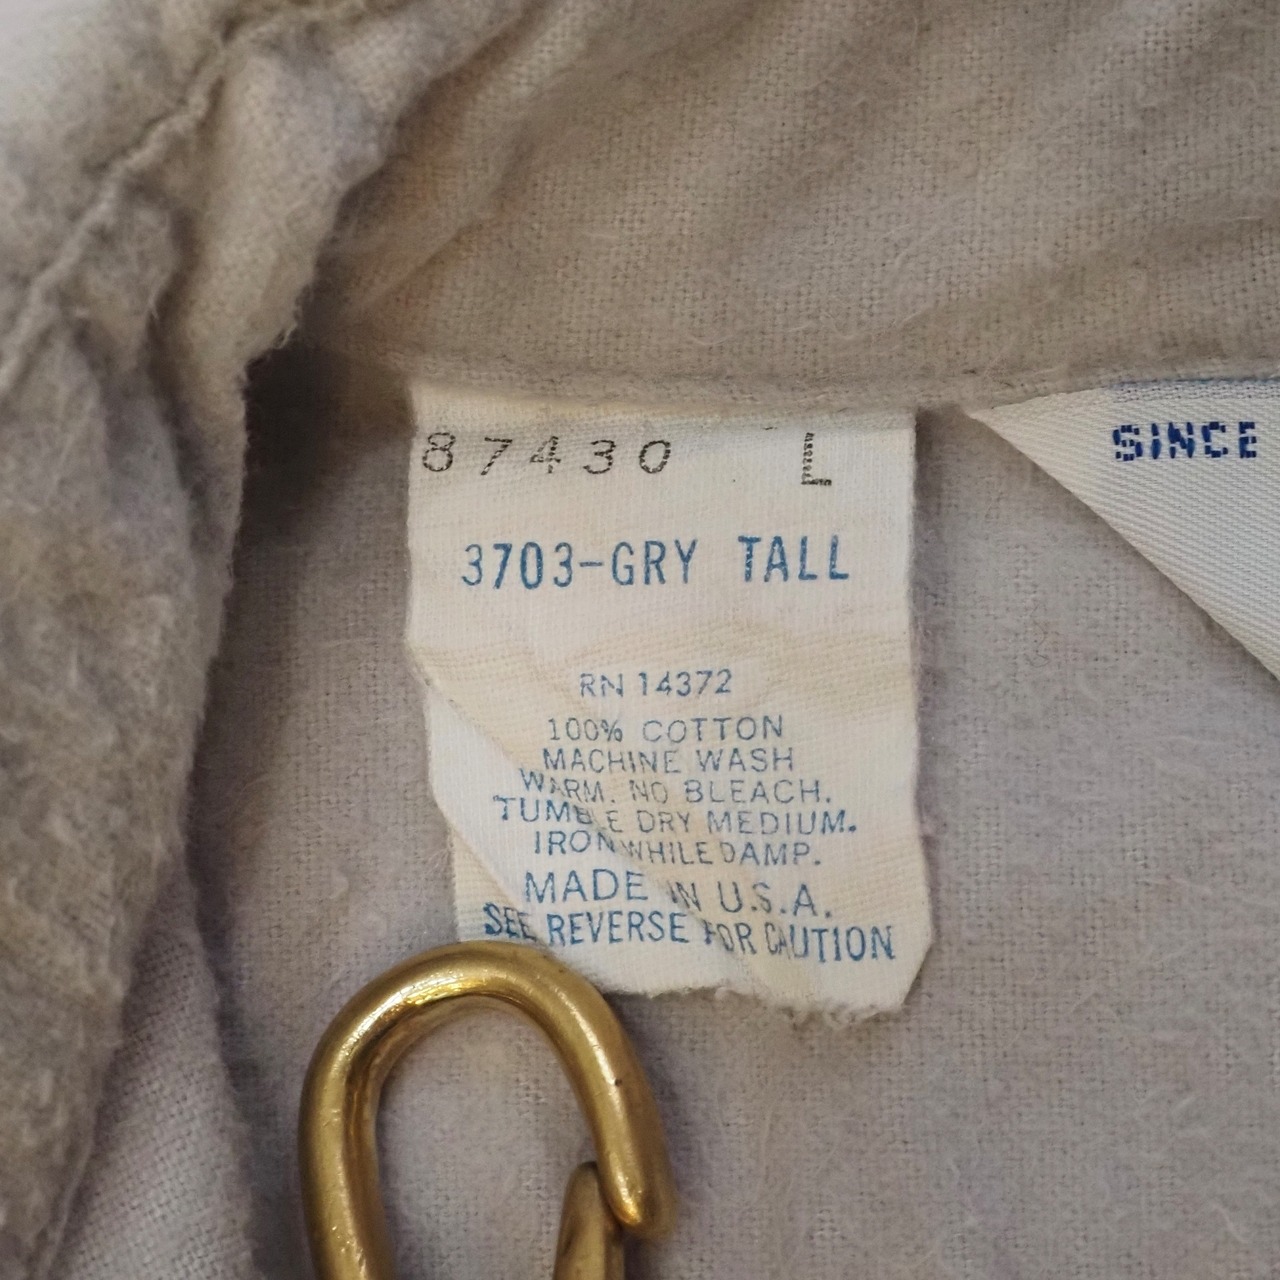 87430 L
3703-GRY TALL
RN 14372
100% COTTON
MACHINE WASH
WARM. NO BLEACH.
TUMBLE DRY MEDIUM.
IRON WHILE DAMP.
MADE IN U.S.A.
SEE REVERSE FOR CAUTION
SINCE